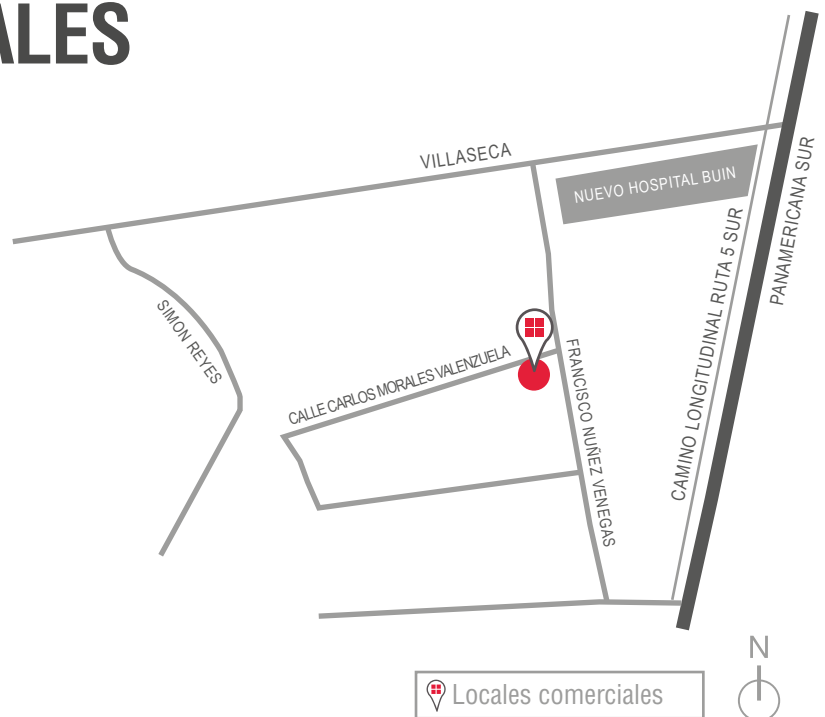 ALES
VILLASECA
NUEVO HOSPITAL BUIN
PANAMERICANA SUR
CAMINO LONGITUDINAL RUTA 5 SUR
SIMON REYES
CALLE CARLOS MORALES VALENZUELA
FRANCISCO NUÑEZ VENEGAS
N
Locales comerciales